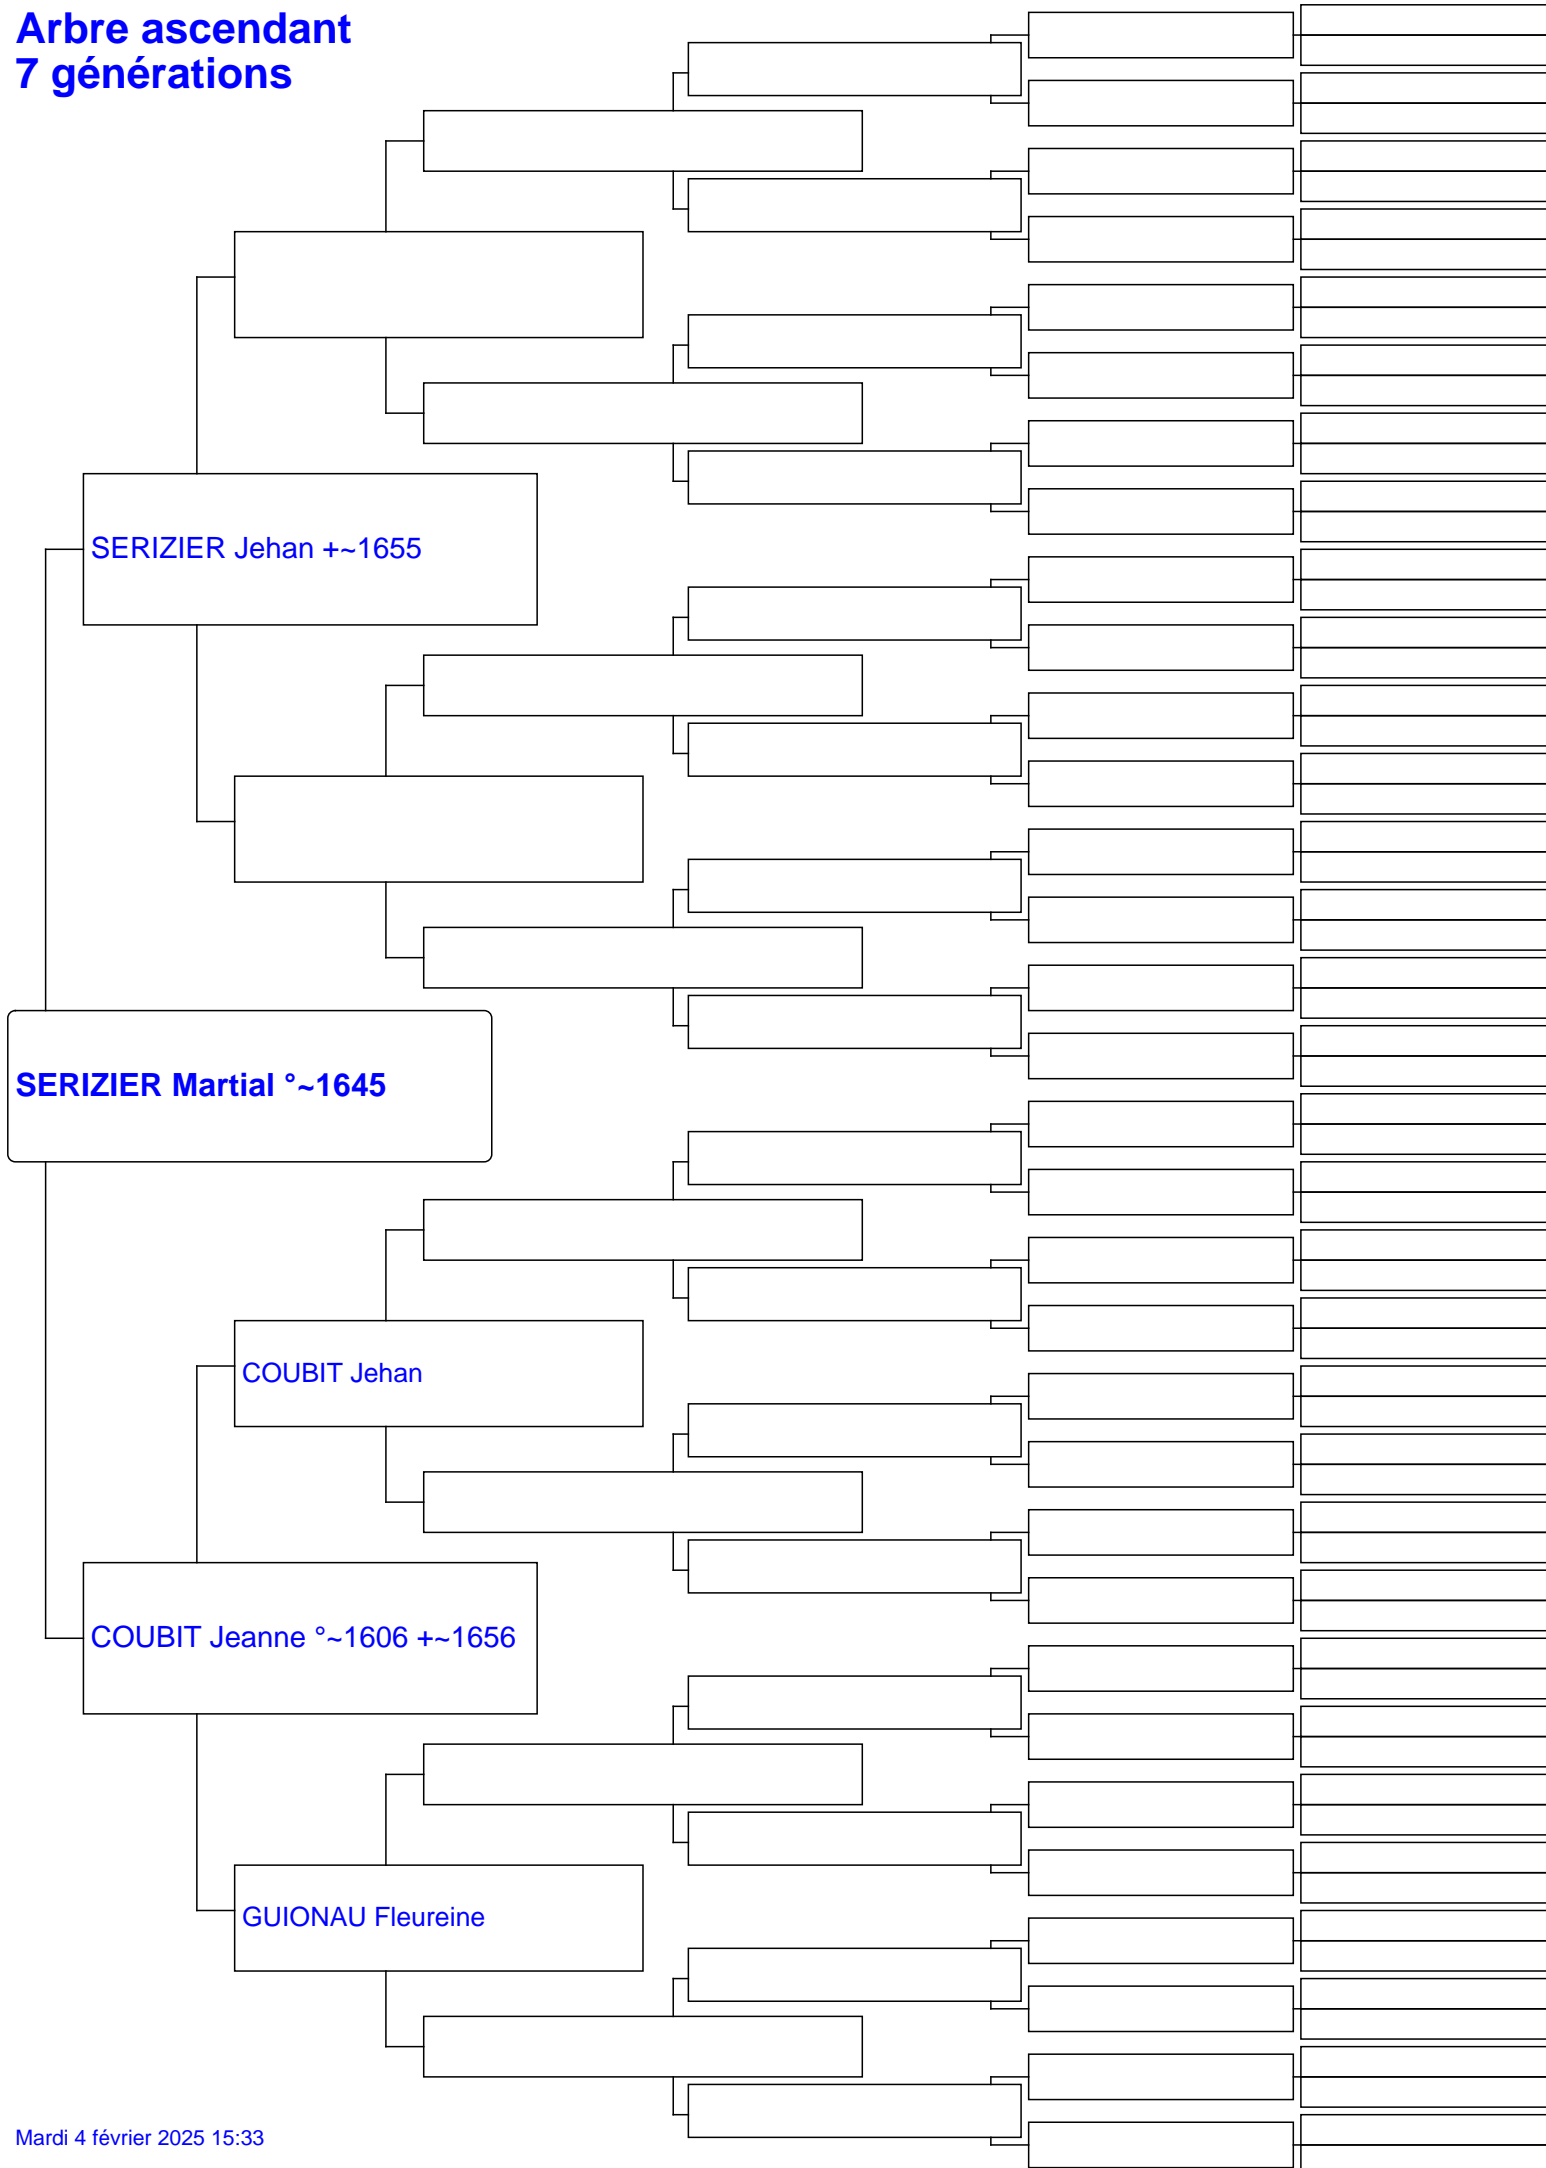 Arbre ascendant
7 générations
SERIZIER Jehan +~1655
SERIZIER Martial °~1645
COUBIT Jehan
COUBIT Jeanne °~1606 +~1656
GUIONAU Fleureine
Mardi 4 février 2025 15:33